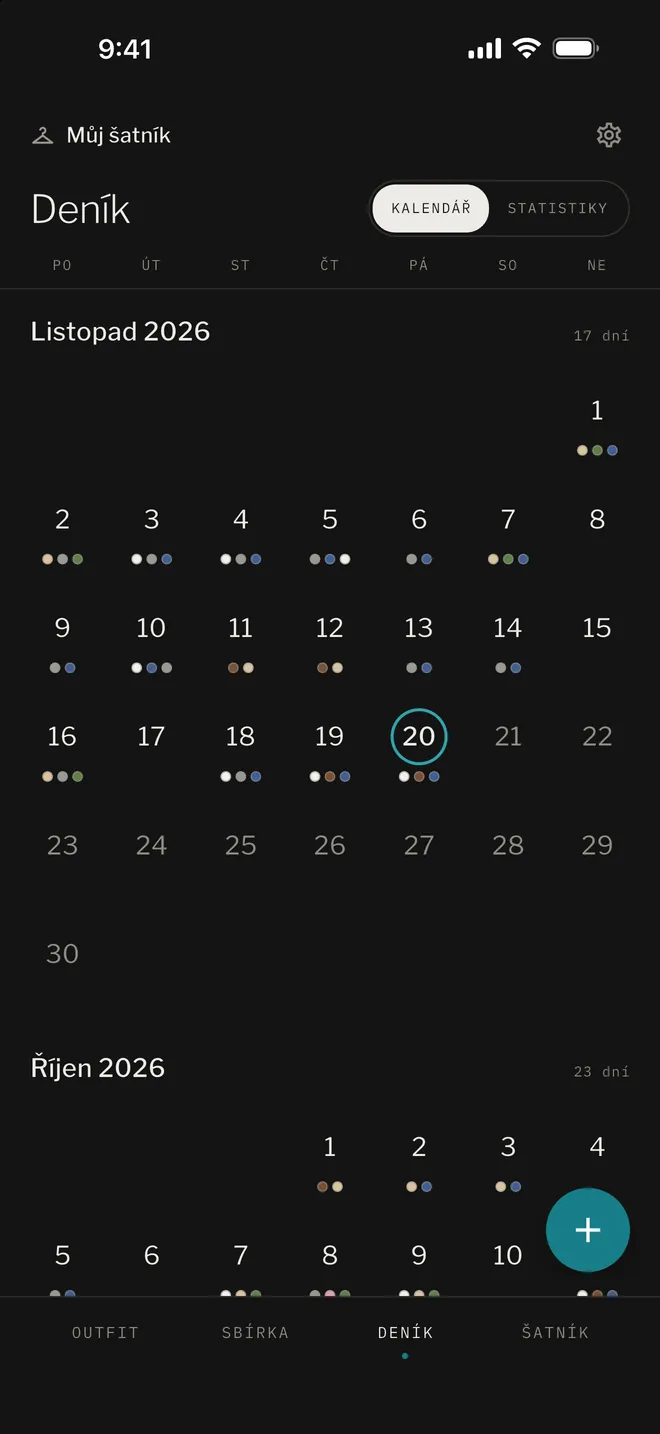 9:41
Můj šatník
Deník
KALENDÁŘ STATISTIKY
PO ÚT ST ČT PÁ SO NE
Listopad 2026 17 dní
1
2 3 4 5 6 7 8
9 10 11 12 13 14 15
16 17 18 19 20 21 22
23 24 25 26 27 28 29
30
Říjen 2026 23 dní
1 2 3 4
5 6 7 8 9 10
OUTFIT SBÍRKA DENÍK ŠATNÍK